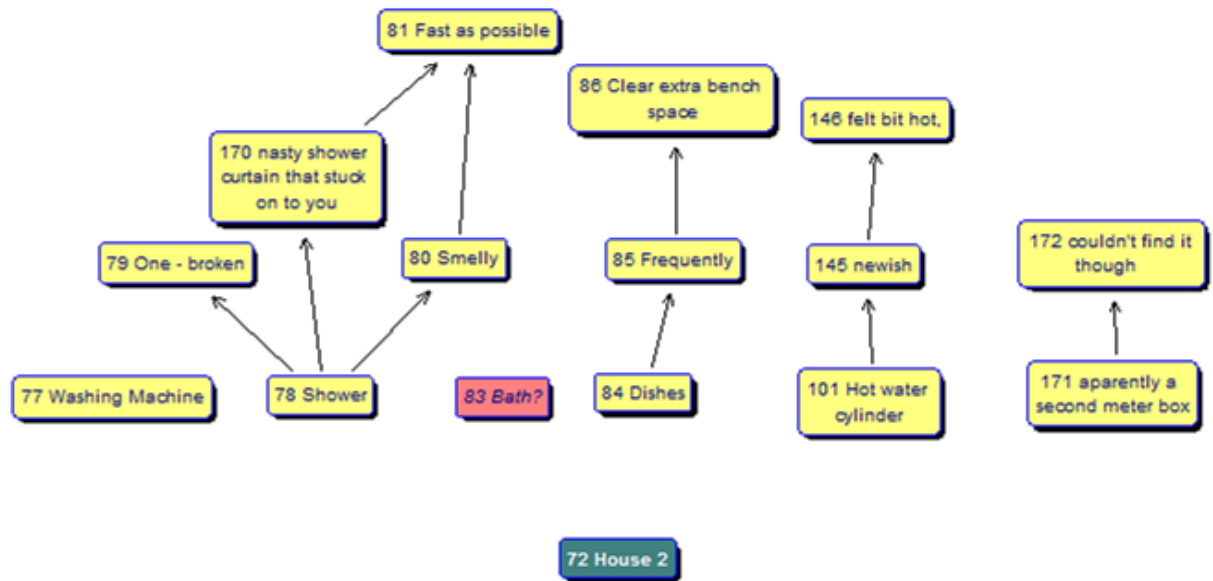 81 Fast as possible
86 Clear extra bench
space
146 felt bit hot,
170 nasty shower
curtain that stuck
on to you
79 One - broken
80 Smelly
85 Frequently
145 newish
172 couldn't find it
though
77 Washing Machine
78 Shower
83 Bath?
84 Dishes
101 Hot water
cylinder
171 aparently a
second meter box
72 House 2